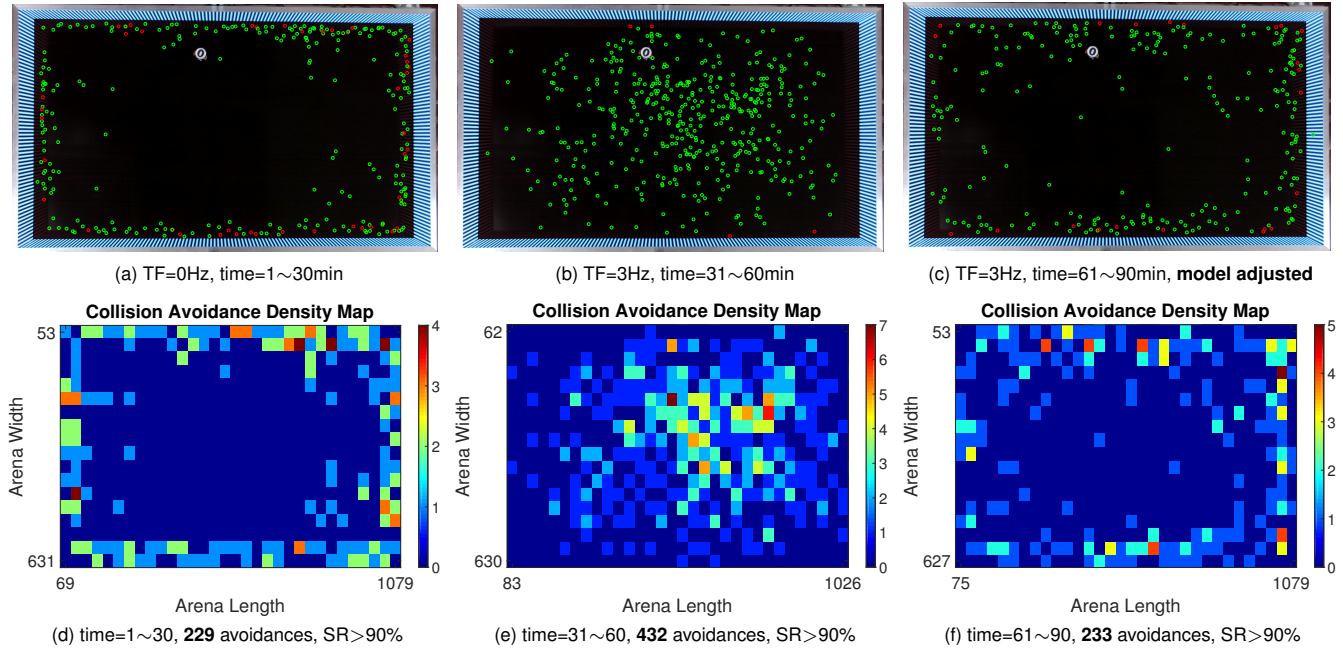 (a) TF=0Hz, time=1∼30min
(b) TF=3Hz, time=31∼60min
(c) TF=3Hz, time=61∼90min, model adjusted
Collision Avoidance Density Map
53
631
69
1079
Arena Width
Arena Length
4
3
2
1
0
Collision Avoidance Density Map
62
630
83
1026
Arena Width
Arena Length
7
6
5
4
3
2
1
0
Collision Avoidance Density Map
53
627
75
1079
Arena Width
Arena Length
5
4
3
2
1
0
(d) time=1∼30, 229 avoidances, SR>90%
(e) time=31∼60, 432 avoidances, SR>90%
(f) time=61∼90, 233 avoidances, SR>90%